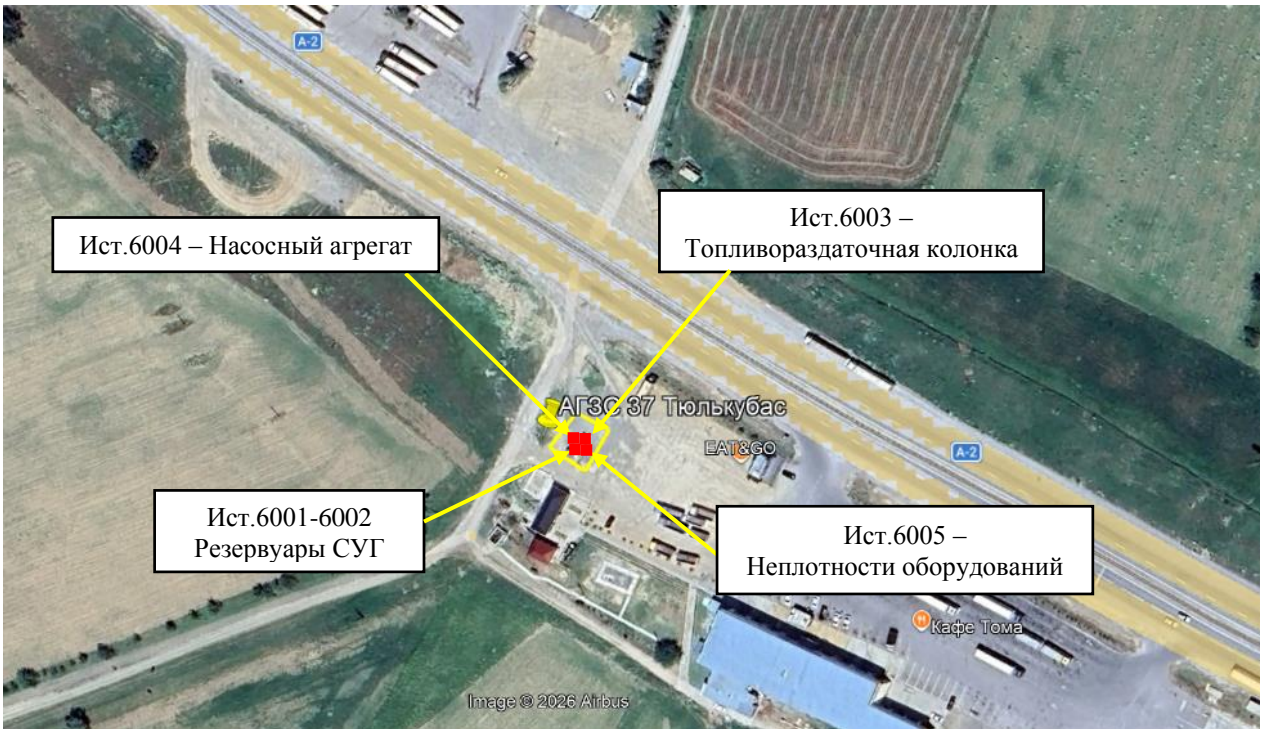 A-2
Ист.6003 –
Топливораздаточная колонка
Ист.6004 – Насосный агрегат
АГЗС 37 Тюлькубас
EAT&GO
A-2
Ист.6001-6002
Резервуары СУГ
Ист.6005 –
Неплотности оборудований
Кафе Тома
Image © 2026 Airbus